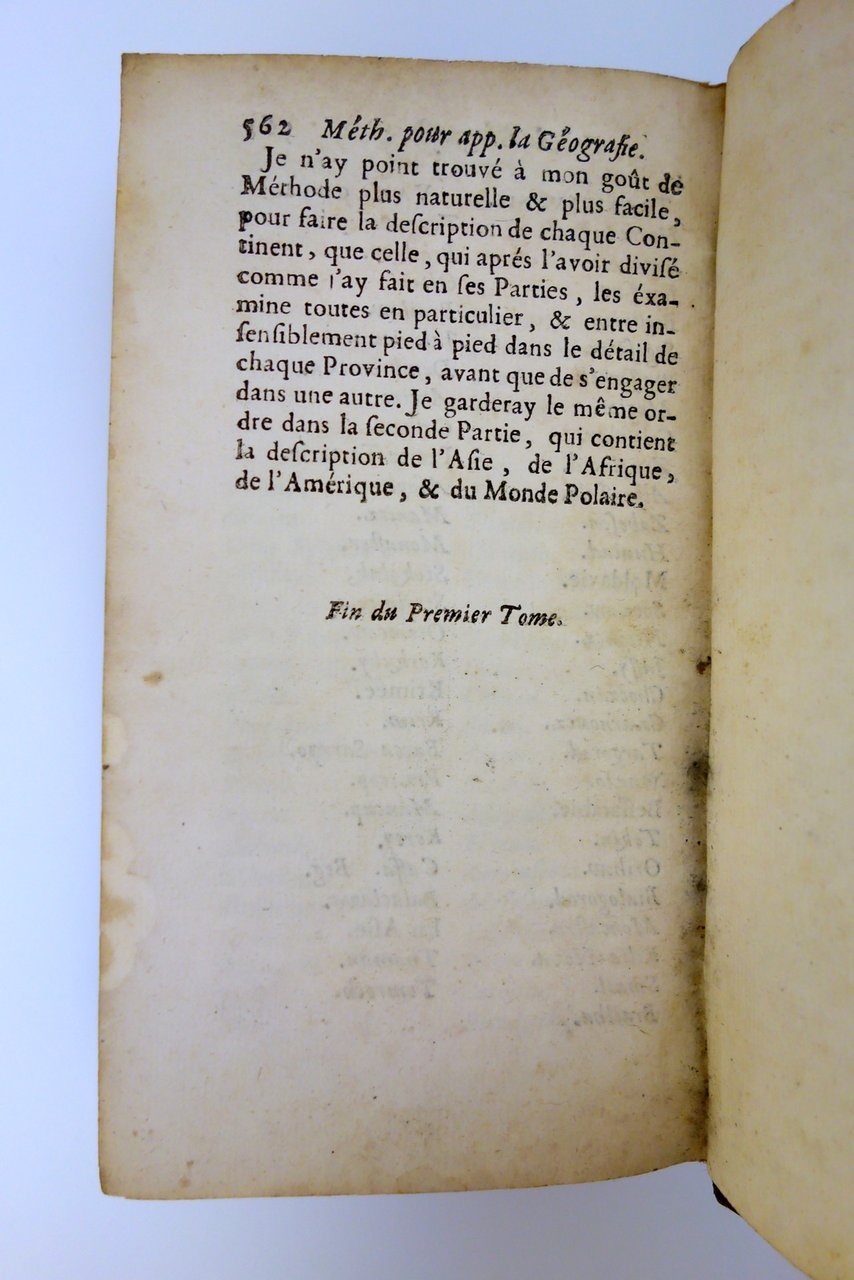 562 Méth. pour app. la Géografie.
Je n'ay point trouvé à mon goût de
Méthode plus naturelle & plus facile,
pour faire la deſcription de chaque Con-
tinent, que celle, qui aprés l'avoir diviſé
comme j'ay fait en ſes Parties, les éxa-
mine toutes en particulier, & entre in-
ſenſiblement pied à pied dans le détail de
chaque Province, avant que de s'engager
dans une autre. Je garderay le même or-
dre dans la ſeconde Partie, qui contient
la deſcription de l'Aſie, de l'Afrique,
de l'Amérique, & du Monde Polaire.
Fin du Premier Tome.